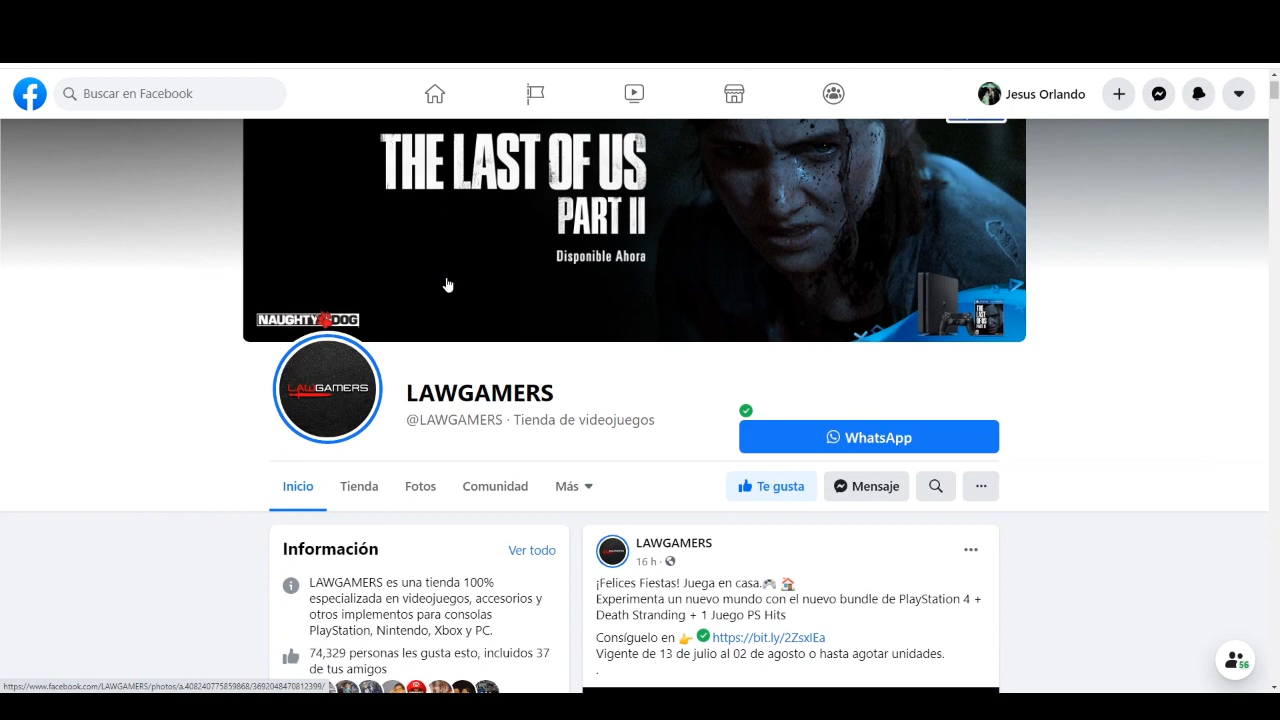 Buscar en Facebook
Jesus Orlando
THE LAST OF US
PART II
Disponible Ahora
NAUGHTY DOG
LAWGAMERS
LAWGAMERS
@LAWGAMERS · Tienda de videojuegos
WhatsApp
Inicio
Tienda
Fotos
Comunidad
Más
Te gusta
Mensaje
Información
Ver todo
LAWGAMERS es una tienda 100%
especializada en videojuegos, accesorios y
otros implementos para consolas
PlayStation, Nintendo, Xbox y PC.
74,329 personas les gusta esto, incluidos 37
de tus amigos
LAWGAMERS
16 h ·
¡Felices Fiestas! Juega en casa.🎮 🏠
Experimenta un nuevo mundo con el nuevo bundle de PlayStation 4 +
Death Stranding + 1 Juego PS Hits
Consíguelo en 👉 https://bit.ly/2ZsxIEa
Vigente de 13 de julio al 02 de agosto o hasta agotar unidades.
.
56
https://www.facebook.com/LAWGAMERS/photos/a.408240775859868/3692048470812399/